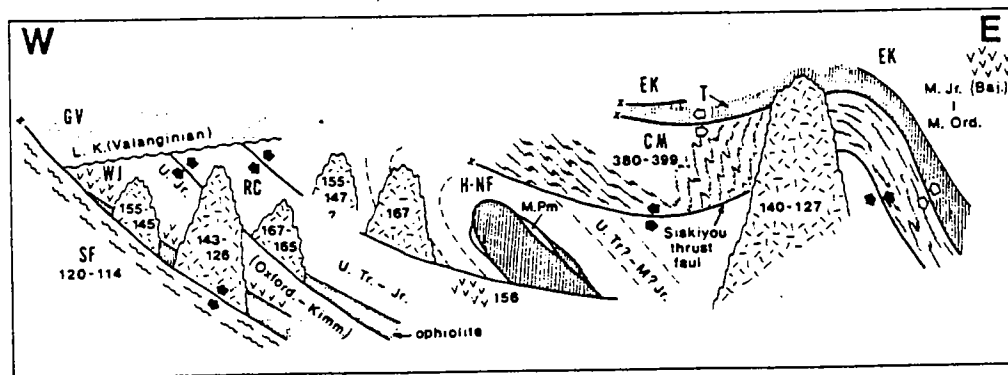 W
E
EK
EK
T
M. Jr. (Baj.)
I
M. Ord.
GV
L. K. (Valanginian)
WJ
U. Jr.
RC
CM
380-399
155-
147
?
H-NF
M.Pm
155-
145
167
140-127
143-
126
167-
165
Siskiyou
thrust
faul
SF
120-114
(Oxford.-Kimm.)
U. Tr. - Jr.
156
U. Tr? - M? Jr.
ophiolite
x
x
x
x